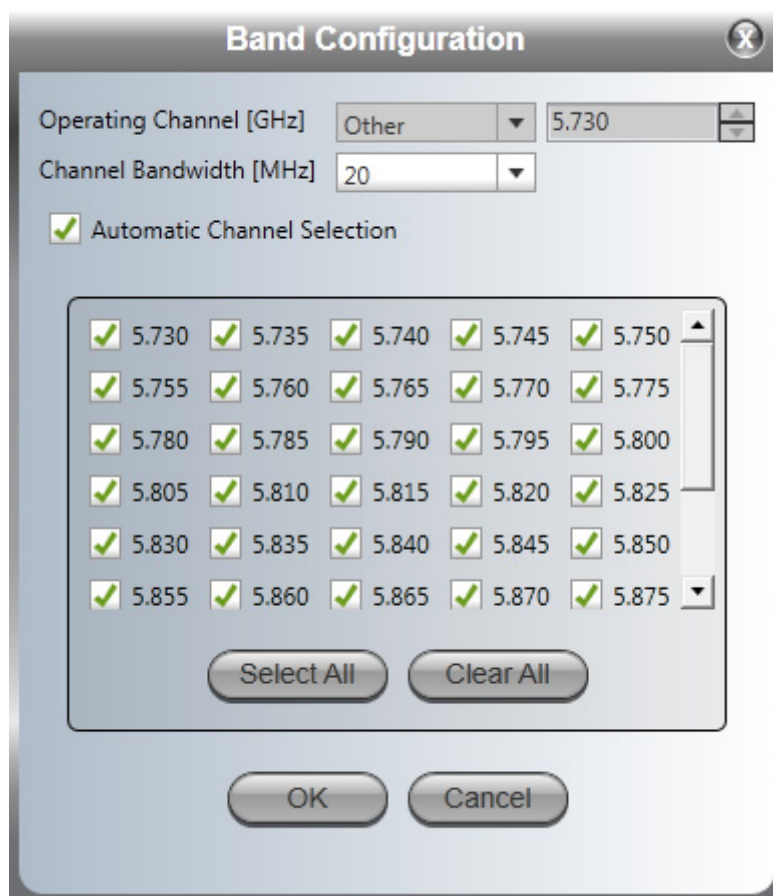 Band Configuration
X
Operating Channel [GHz] Other 5.730
Channel Bandwidth [MHz] 20
Automatic Channel Selection
5.730 5.735 5.740 5.745 5.750
5.755 5.760 5.765 5.770 5.775
5.780 5.785 5.790 5.795 5.800
5.805 5.810 5.815 5.820 5.825
5.830 5.835 5.840 5.845 5.850
5.855 5.860 5.865 5.870 5.875
Select All Clear All
OK Cancel